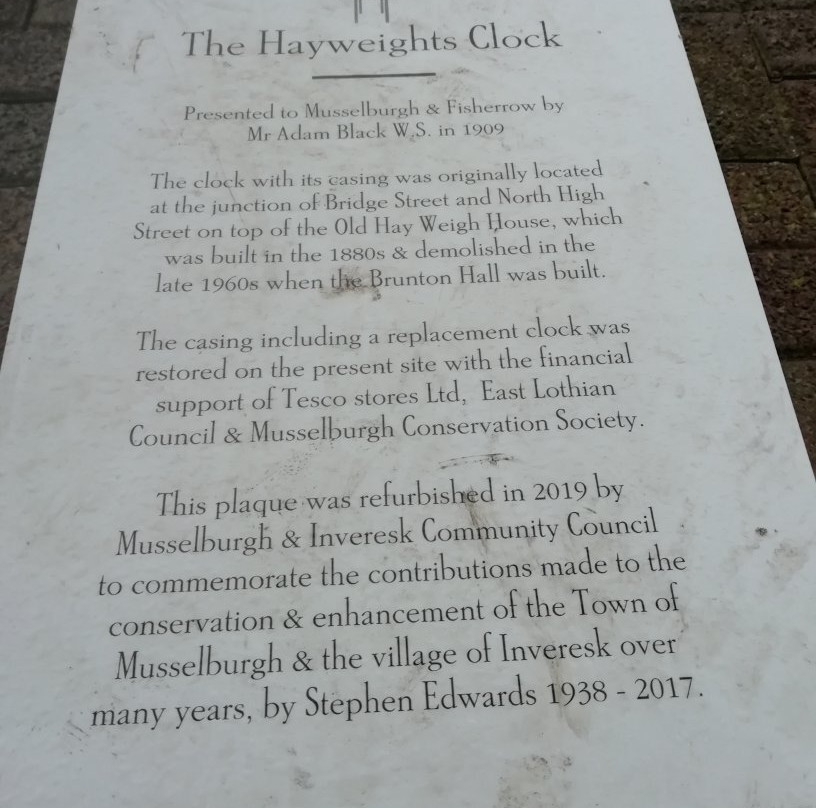 The Hayweights Clock
Presented to Musselburgh & Fisherrow by
Mr Adam Black W.S. in 1909
The clock with its casing was originally located
at the junction of Bridge Street and North High
Street on top of the Old Hay Weigh House, which
was built in the 1880s & demolished in the
late 1960s when the Brunton Hall was built.
The casing including a replacement clock was
restored on the present site with the financial
support of Tesco stores Ltd, East Lothian
Council & Musselburgh Conservation Society.
This plaque was refurbished in 2019 by
Musselburgh & Inveresk Community Council
to commemorate the contributions made to the
conservation & enhancement of the Town of
Musselburgh & the village of Inveresk over
many years, by Stephen Edwards 1938 - 2017.